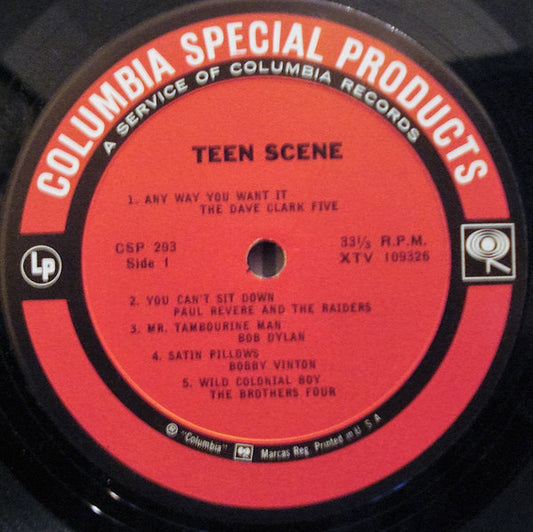 COLUMBIA SPECIAL PRODUCTS
A SERVICE OF COLUMBIA RECORDS
TEEN SCENE
1. ANY WAY YOU WANT IT
THE DAVE CLARK FIVE
CSP 293 33⅓ R.P.M.
Side 1 XTV 109326
LP
2. YOU CAN'T SIT DOWN
PAUL REVERE AND THE RAIDERS
3. MR. TAMBOURINE MAN
BOB DYLAN
4. SATIN PILLOWS
BOBBY VINTON
5. WILD COLONIAL BOY
THE BROTHERS FOUR
® "Columbia" Marcas Reg. Printed in U S A